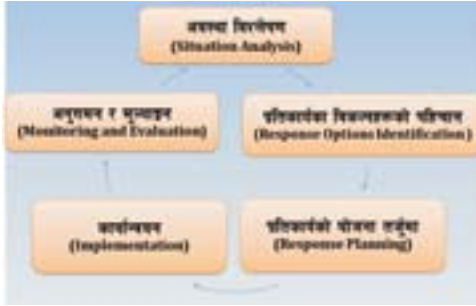 अवस्था विश्लेषण
(Situation Analysis)
प्रतिकार्यका विकल्पहरूको पहिचान
(Response Options Identification)
प्रतिकार्यको योजना तर्जुमा
(Response Planning)
कार्यान्वयन
(Implementation)
अनुगमन र मूल्याङ्कन
(Monitoring and Evaluation)